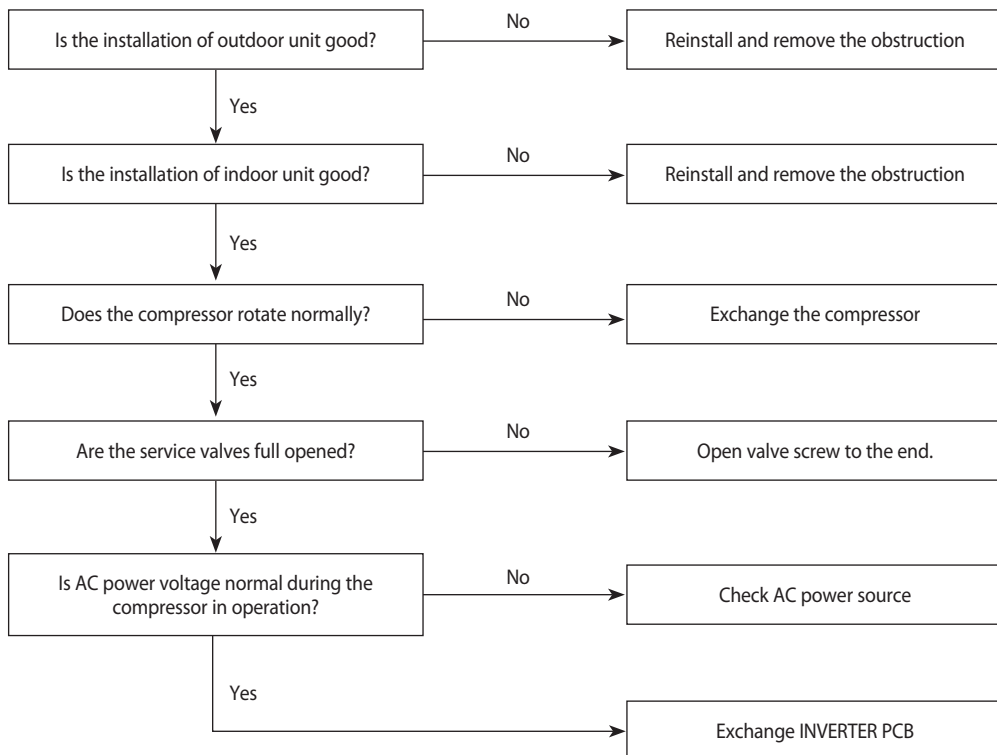 Is the installation of outdoor unit good?
No
Reinstall and remove the obstruction
Yes
Is the installation of indoor unit good?
No
Reinstall and remove the obstruction
Yes
Does the compressor rotate normally?
No
Exchange the compressor
Yes
Are the service valves full opened?
No
Open valve screw to the end.
Yes
Is AC power voltage normal during the
compressor in operation?
No
Check AC power source
Yes
Exchange INVERTER PCB